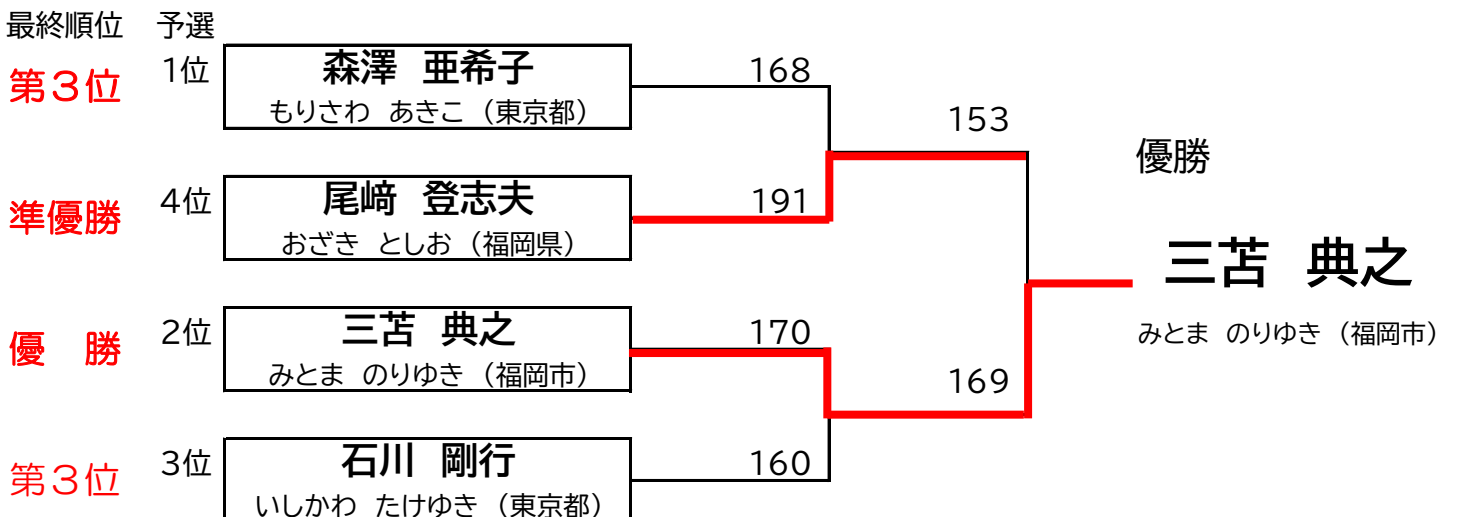 最終順位 予選
第３位 1位 森澤 亜希子 168
もりさわ あきこ （東京都）
153
優勝
準優勝 4位 尾﨑 登志夫 191
おざき としお （福岡県）
三苫 典之
みとま のりゆき （福岡市）
優 勝 2位 三苫 典之 170
みとま のりゆき （福岡市）
169
第３位 3位 石川 剛行 160
いしかわ たけゆき （東京都）